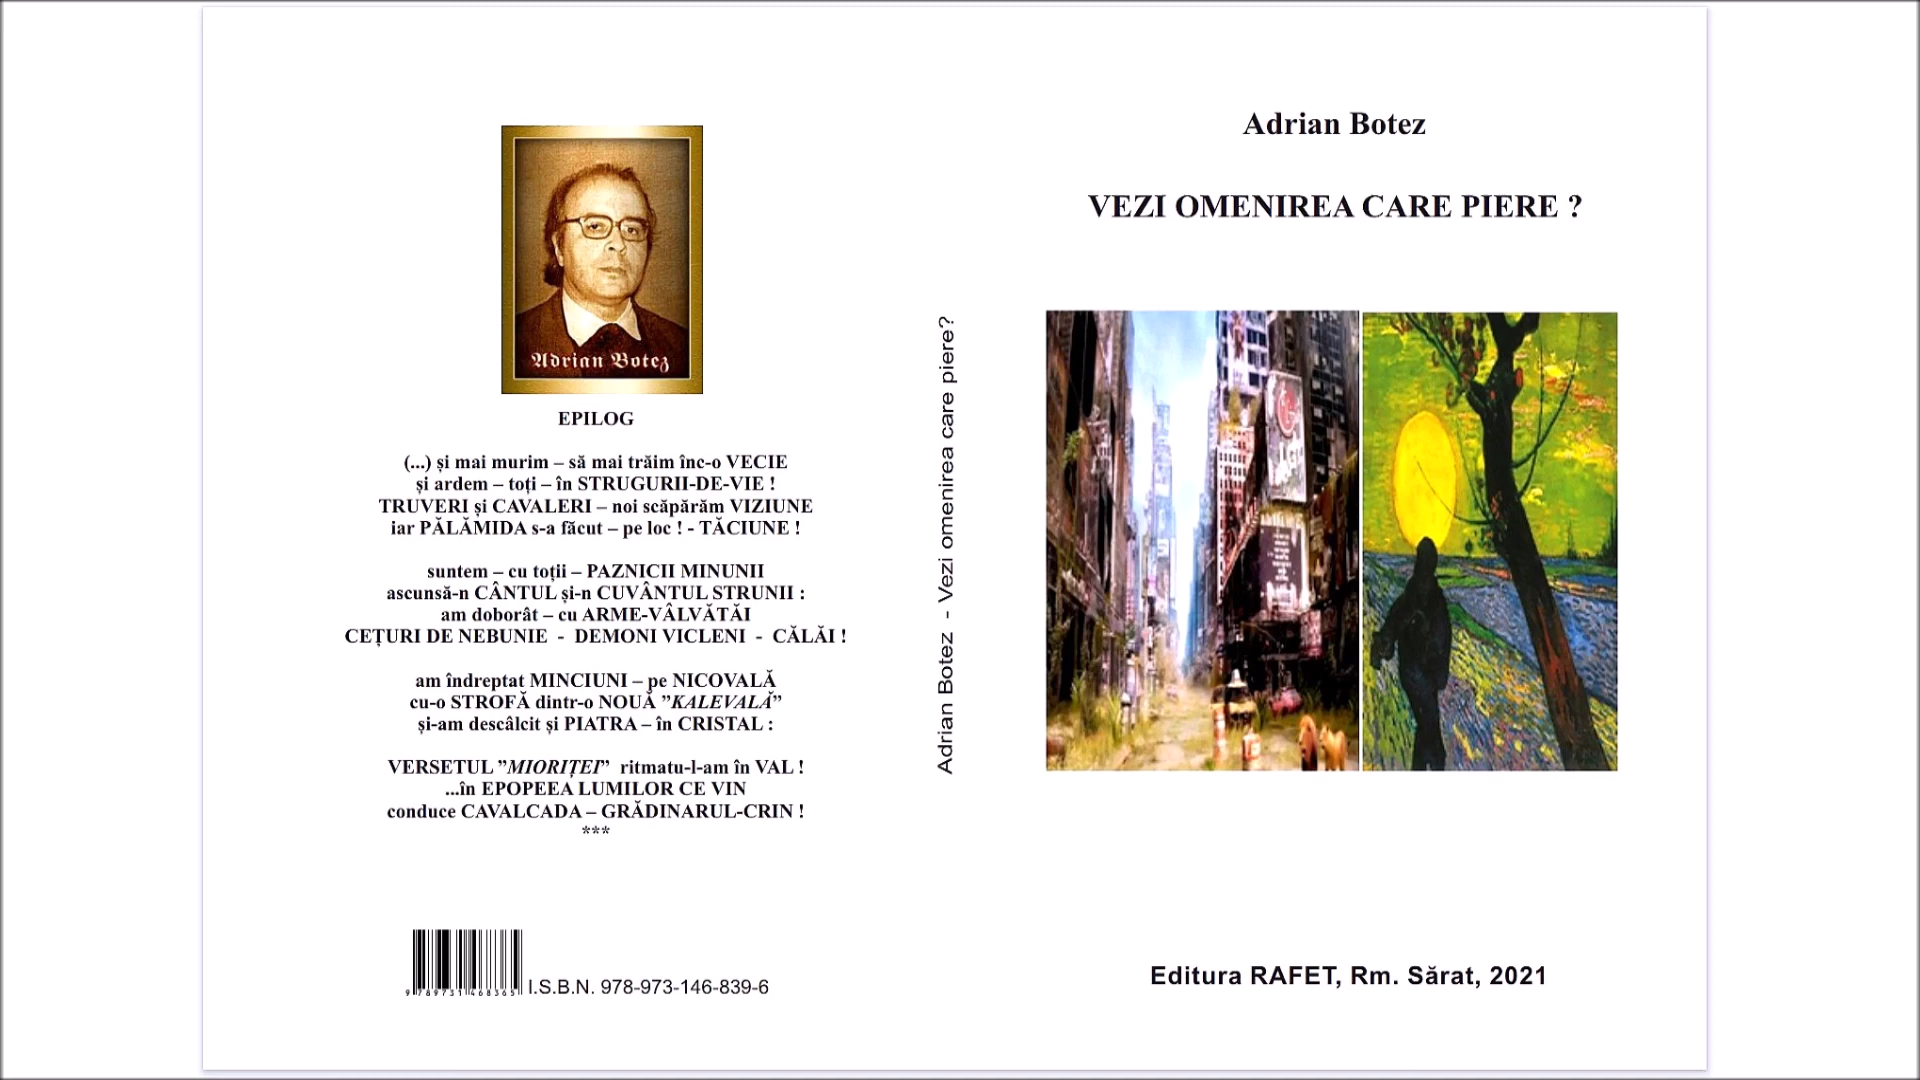 Adrian Botez
EPILOG
(...) și mai murim – să mai trăim înc-o VECIE
și ardem – toți – în STRUGURII-DE-VIE !
TRUVERI și CAVALERI – noi scăpărăm VIZIUNE
iar PĂLĂMIDA s-a făcut – pe loc ! - TĂCIUNE !
suntem – cu toții – PAZNICII MINUNII
ascunsă-n CÂNTUL și-n CUVÂNTUL STRUNII :
am doborât – cu ARME-VÂLVĂTĂI
CEȚURI DE NEBUNIE - DEMONI VICLENI - CĂLĂI !
am îndreptat MINCIUNI – pe NICOVALĂ
cu-o STROFĂ dintr-o NOUĂ ”KALEVALĂ”
și-am descâlcit și PIATRA – în CRISTAL :
VERSETUL ”MIORIȚEI” ritmatu-l-am în VAL !
...în EPOPEEA LUMILOR CE VIN
conduce CAVALCADA – GRĂDINARUL-CRIN !
***
I.S.B.N. 978-973-146-839-6
Adrian Botez - Vezi omenirea care piere?
Adrian Botez
VEZI OMENIREA CARE PIERE ?
LG
Editura RAFET, Rm. Sărat, 2021